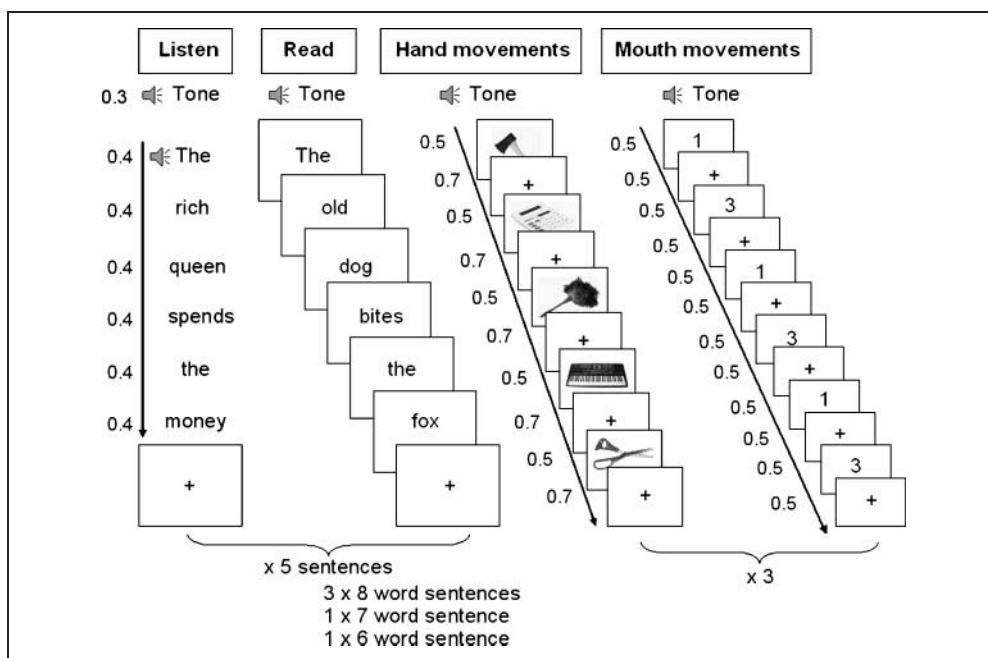 Listen
Read
Hand movements
Mouth movements
0.3
Tone
Tone
Tone
Tone
0.4
The
0.4
rich
0.4
queen
0.4
spends
0.4
the
0.4
money
+
The
old
dog
bites
the
fox
+
0.5
0.7
+
0.5
0.7
+
0.5
0.7
+
0.5
0.7
+
0.5
0.7
+
0.5
1
0.5
+
0.5
3
0.5
+
0.5
1
0.5
+
0.5
3
0.5
+
0.5
1
0.5
+
0.5
3
0.5
+
x 5 sentences
3 x 8 word sentences
1 x 7 word sentence
1 x 6 word sentence
x 3